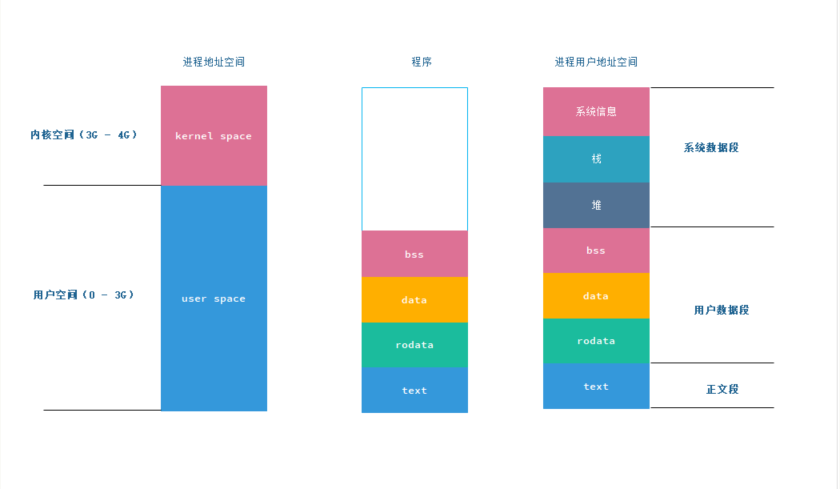 进程地址空间
程序
进程用户地址空间
内核空间（3G - 4G）
kernel space
用户空间（0 - 3G）
user space
bss
data
rodata
text
系统信息
栈
堆
bss
data
rodata
text
系统数据段
用户数据段
正文段